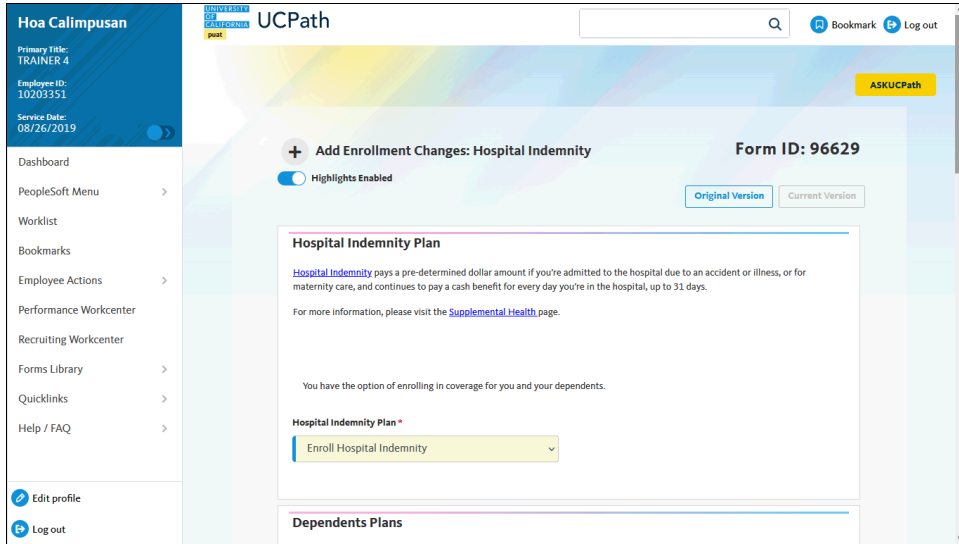 Hoa Calimpusan
Primary Title:
TRAINER 4
Employee ID:
10203351
Service Date:
08/26/2019
Dashboard
PeopleSoft Menu
Worklist
Bookmarks
Employee Actions
Performance Workcenter
Recruiting Workcenter
Forms Library
Quicklinks
Help / FAQ
Edit profile
Log out
UNIVERSITY
OF
CALIFORNIA
puat
UCPath
Bookmark
Log out
ASKUCPath
Add Enrollment Changes: Hospital Indemnity
Form ID: 96629
Highlights Enabled
Original Version
Current Version
Hospital Indemnity Plan
Hospital Indemnity pays a pre-determined dollar amount if you're admitted to the hospital due to an accident or illness, or for
maternity care, and continues to pay a cash benefit for every day you're in the hospital, up to 31 days.
For more information, please visit the Supplemental Health page.
You have the option of enrolling in coverage for you and your dependents.
Hospital Indemnity Plan *
Enroll Hospital Indemnity
Dependents Plans